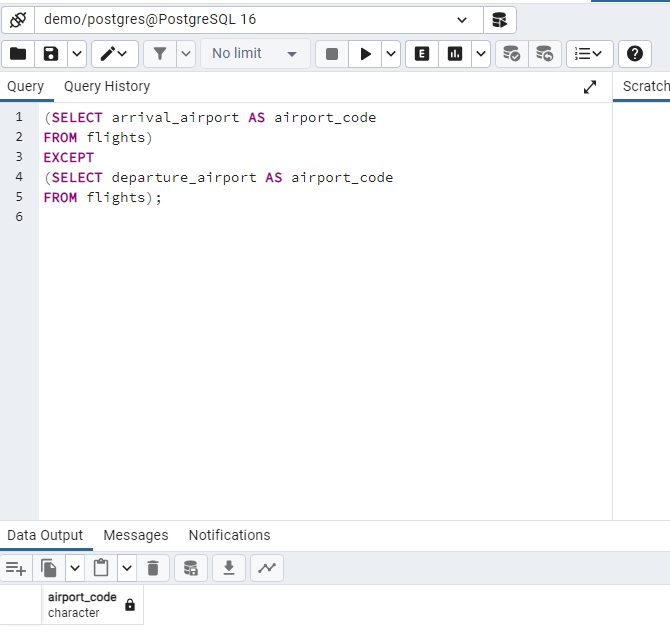 demo/postgres@PostgreSQL 16
No limit
E
Query
Query History
Scratch
1 (SELECT arrival_airport AS airport_code
2 FROM flights)
3 EXCEPT
4 (SELECT departure_airport AS airport_code
5 FROM flights);
6
Data Output
Messages
Notifications
airport_code
character